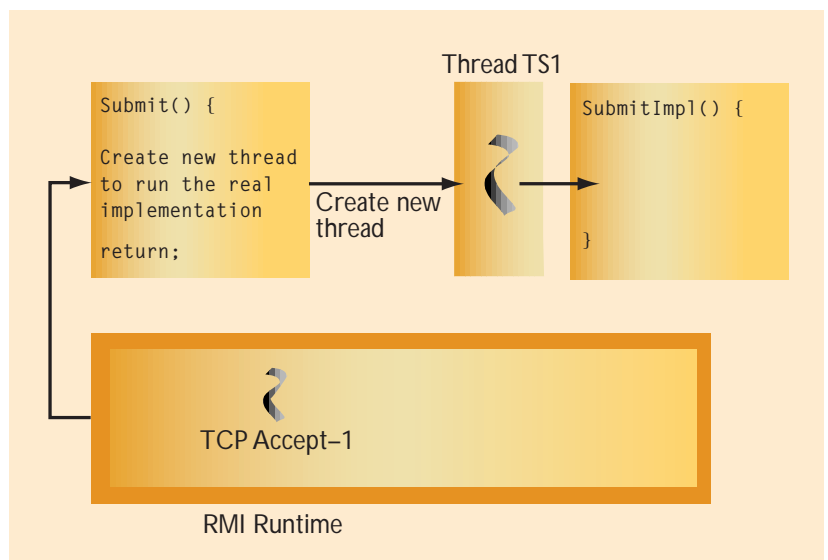 Thread TS1
Submit() {
Create new thread
to run the real
implementation
return;
Create new
thread
SubmitImpl() {
}
TCP Accept–1
RMI Runtime